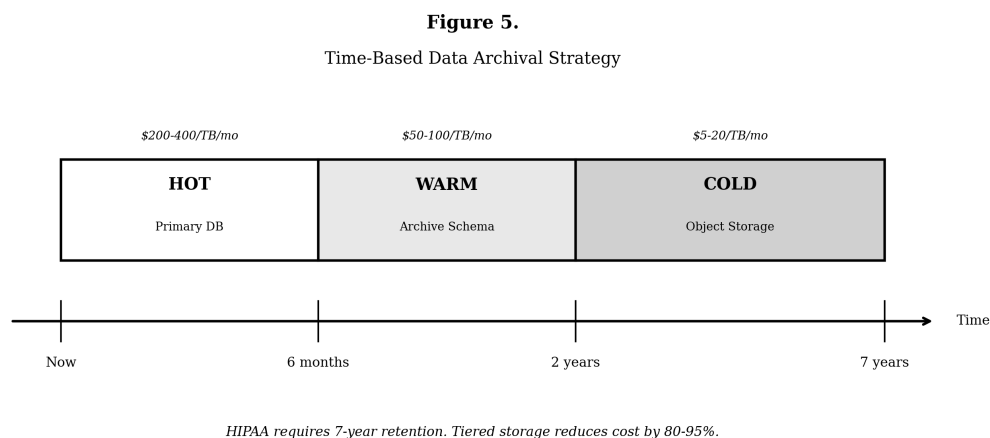 Figure 5.
Time-Based Data Archival Strategy
$200-400/TB/mo
$50-100/TB/mo
$5-20/TB/mo
HOT
WARM
COLD
Primary DB
Archive Schema
Object Storage
Time
Now
6 months
2 years
7 years
HIPAA requires 7-year retention. Tiered storage reduces cost by 80-95%.